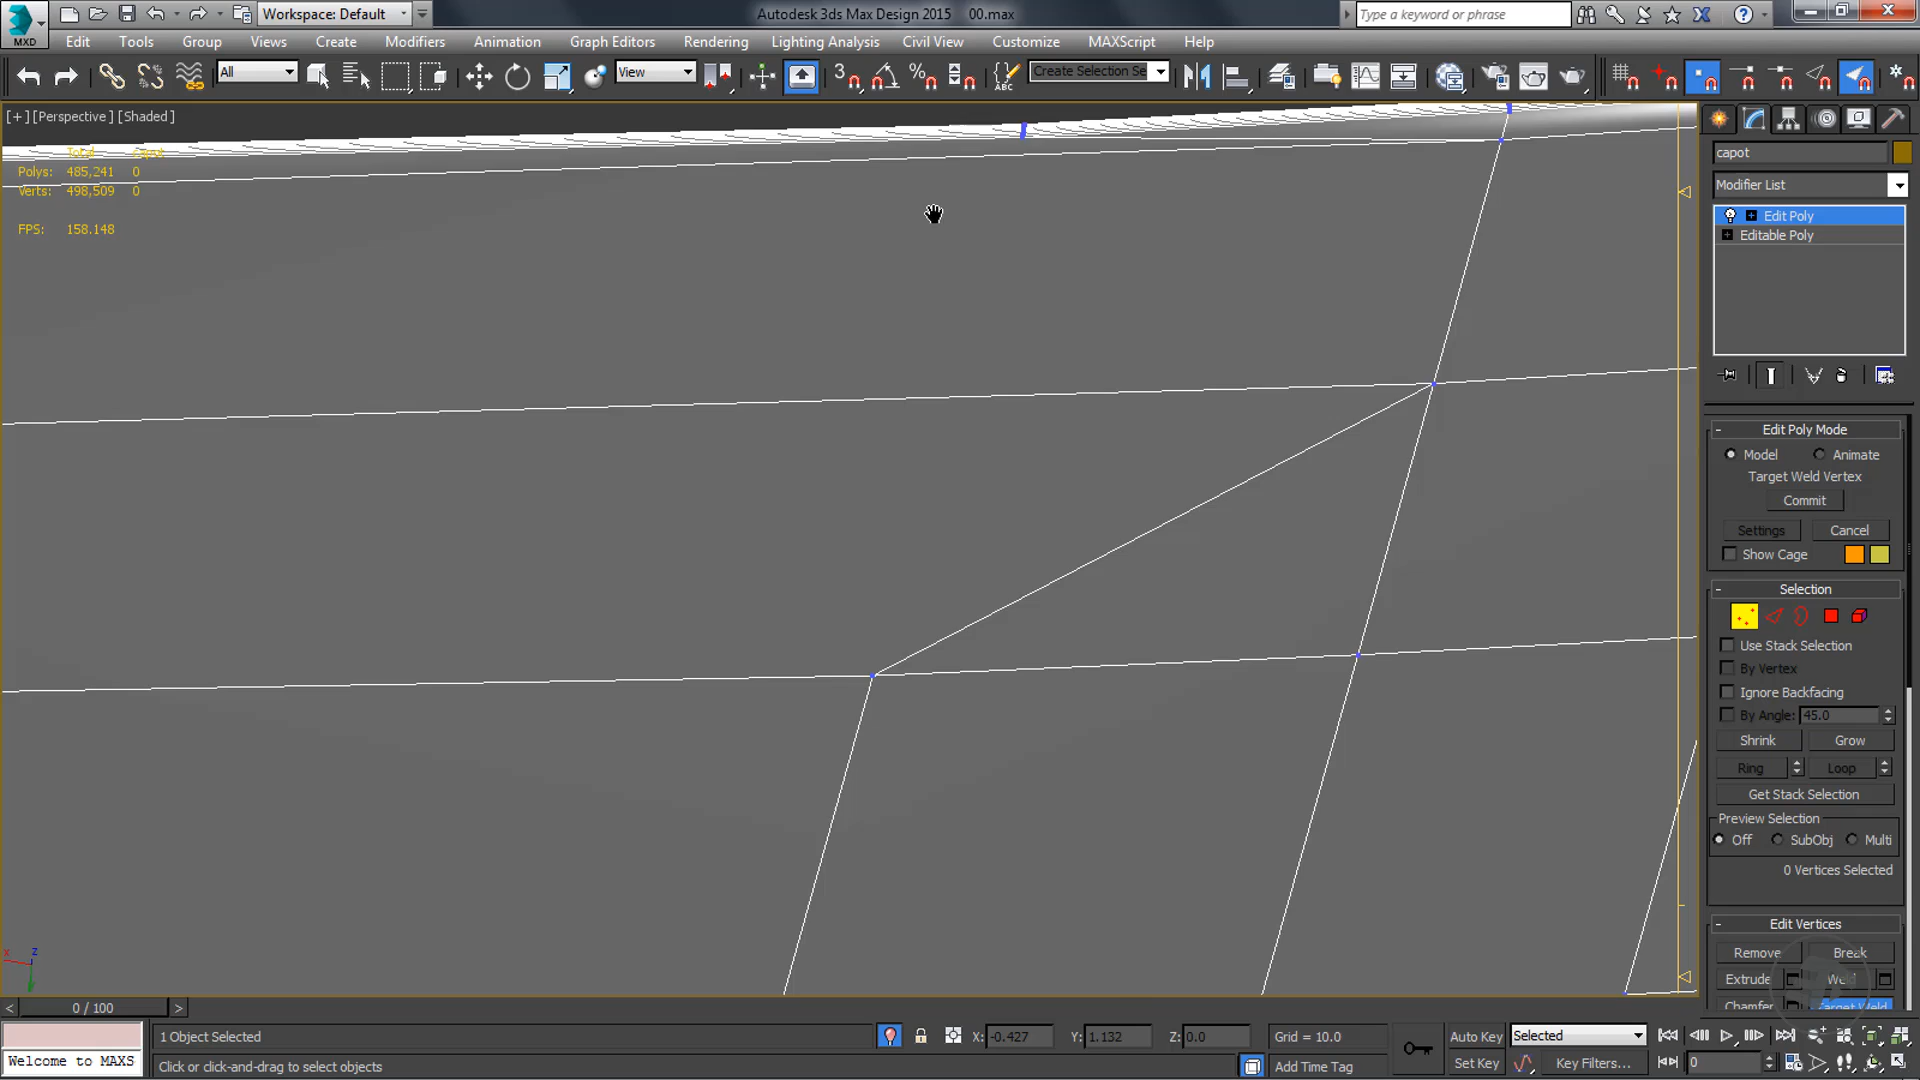 MXD
Workspace: Default
Autodesk 3ds Max Design 2015   00.max
Type a keyword or phrase
Edit Tools Group Views Create Modifiers Animation Graph Editors Rendering Lighting Analysis Civil View Customize MAXScript Help
All
View
3
%
ABC
Create Selection Se
[+] [Perspective] [Shaded]
Total
Polys: 485,241 0
Verts: 498,509 0
FPS: 158.148
capot
Modifier List
Edit Poly
Editable Poly
Edit Poly Mode
Model Animate
Target Weld Vertex
Commit
Settings Cancel
Show Cage
Selection
Use Stack Selection
By Vertex
Ignore Backfacing
By Angle: 45.0
Shrink Grow
Ring Loop
Get Stack Selection
Preview Selection
Off SubObj Multi
0 Vertices Selected
Edit Vertices
Remove Break
Extrude Weld
Chamfer Target Weld
x z
< 0 / 100 >
1 Object Selected X: -0.427 Y: 1.132 Z: 0.0 Grid = 10.0 Auto Key Selected
Welcome to MAXS Click or click-and-drag to select objects Add Time Tag Set Key Key Filters... 0